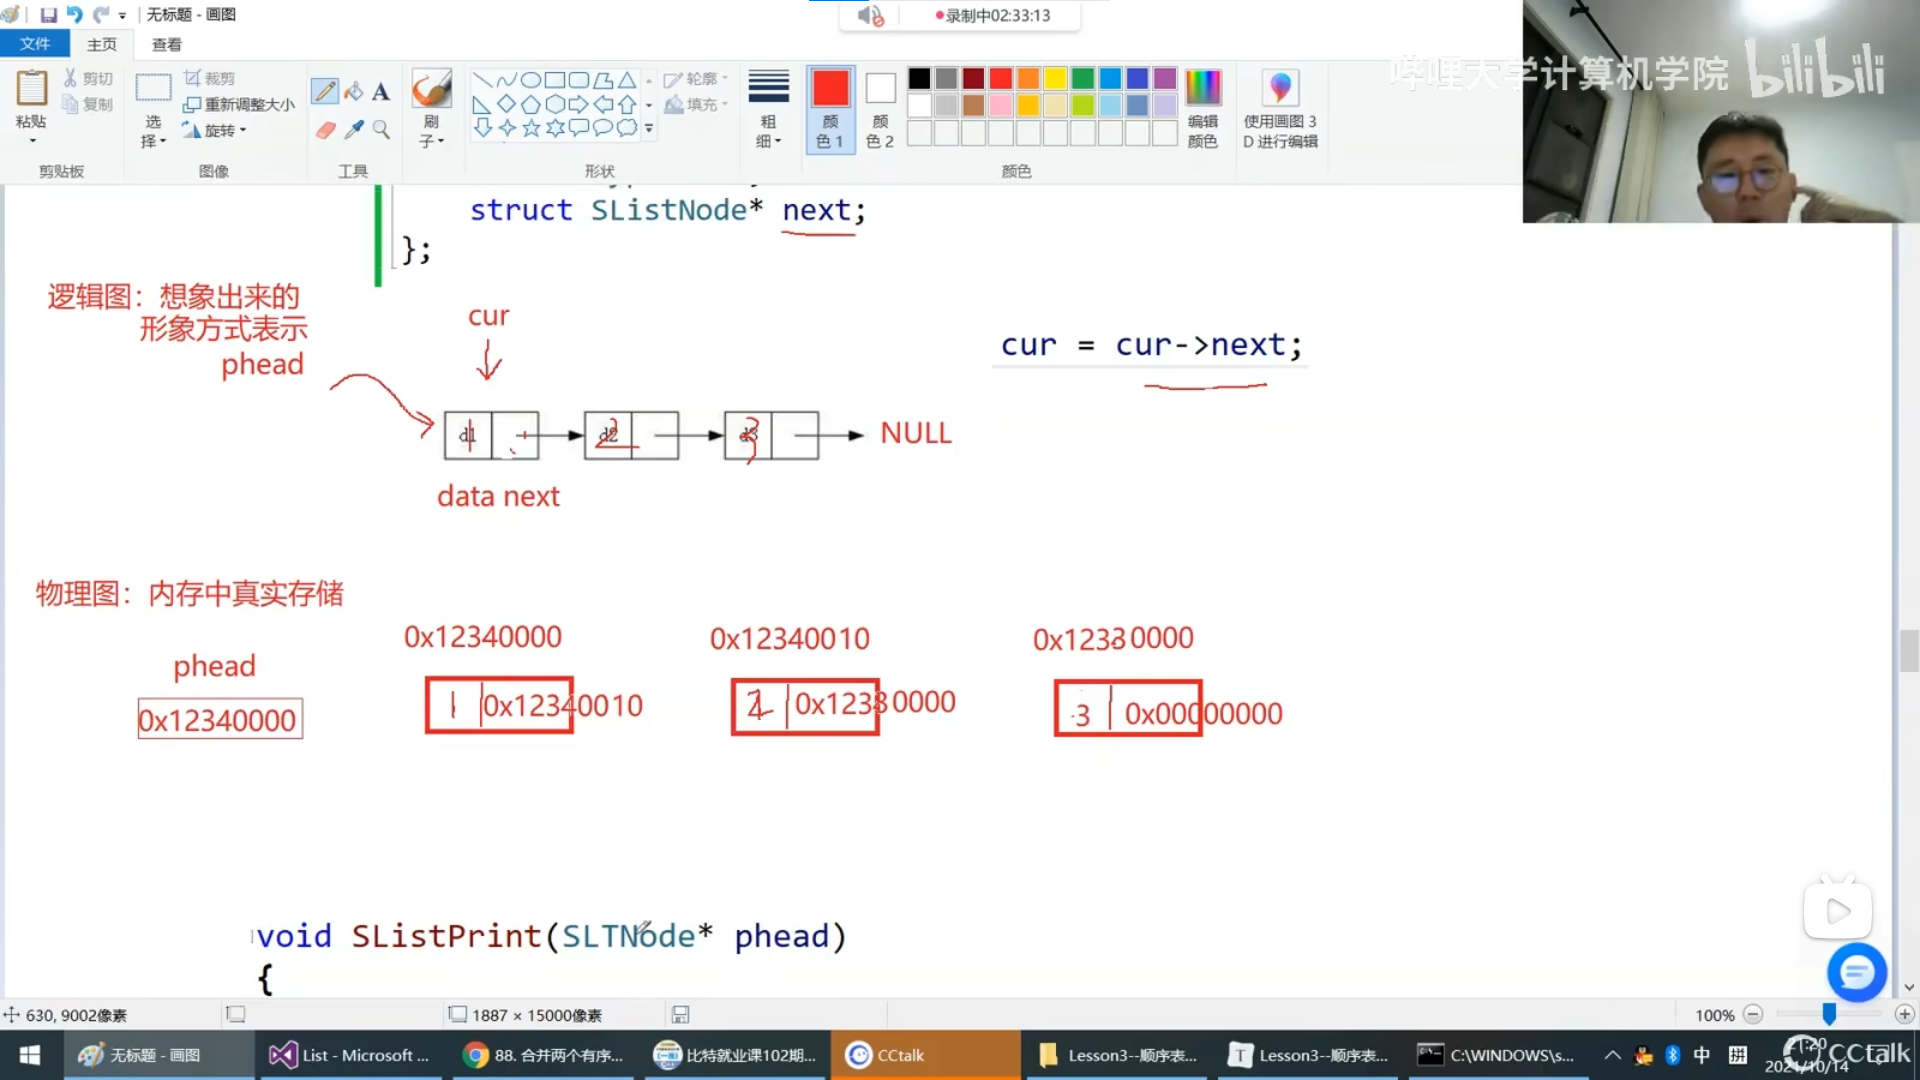 无标题 - 画图
录制中02:33:13
文件 主页 查看
剪切
复制
粘贴
剪贴板
裁剪
重新调整大小
旋转
选择
图像
工具
刷子
轮廓
填充
形状
粗细
颜色 1
颜色 2
颜色
编辑颜色
使用画图 3D 进行编辑
哔哩大学计算机学院 bilibili
struct SListNode* next;
};
逻辑图：想象出来的
形象方式表示
phead
cur
cur = cur->next;
d1 d2 d3 NULL
1 2 3
data next
物理图：内存中真实存储
phead
0x12340000
0x12340000 0x12340010 0x12330000
1 0x12340010
2 0x12330000
3 0x00000000
void SListPrint(SLTNode* phead)
{
630, 9002像素
1887 × 15000像素
100%
无标题 - 画图
List - Microsoft ...
88. 合并两个有序...
比特就业课102期...
CCtalk
Lesson3--顺序表...
Lesson3--顺序表...
C:\WINDOWS\s...
中 拼
21:20
2021/10/14
CCtalk